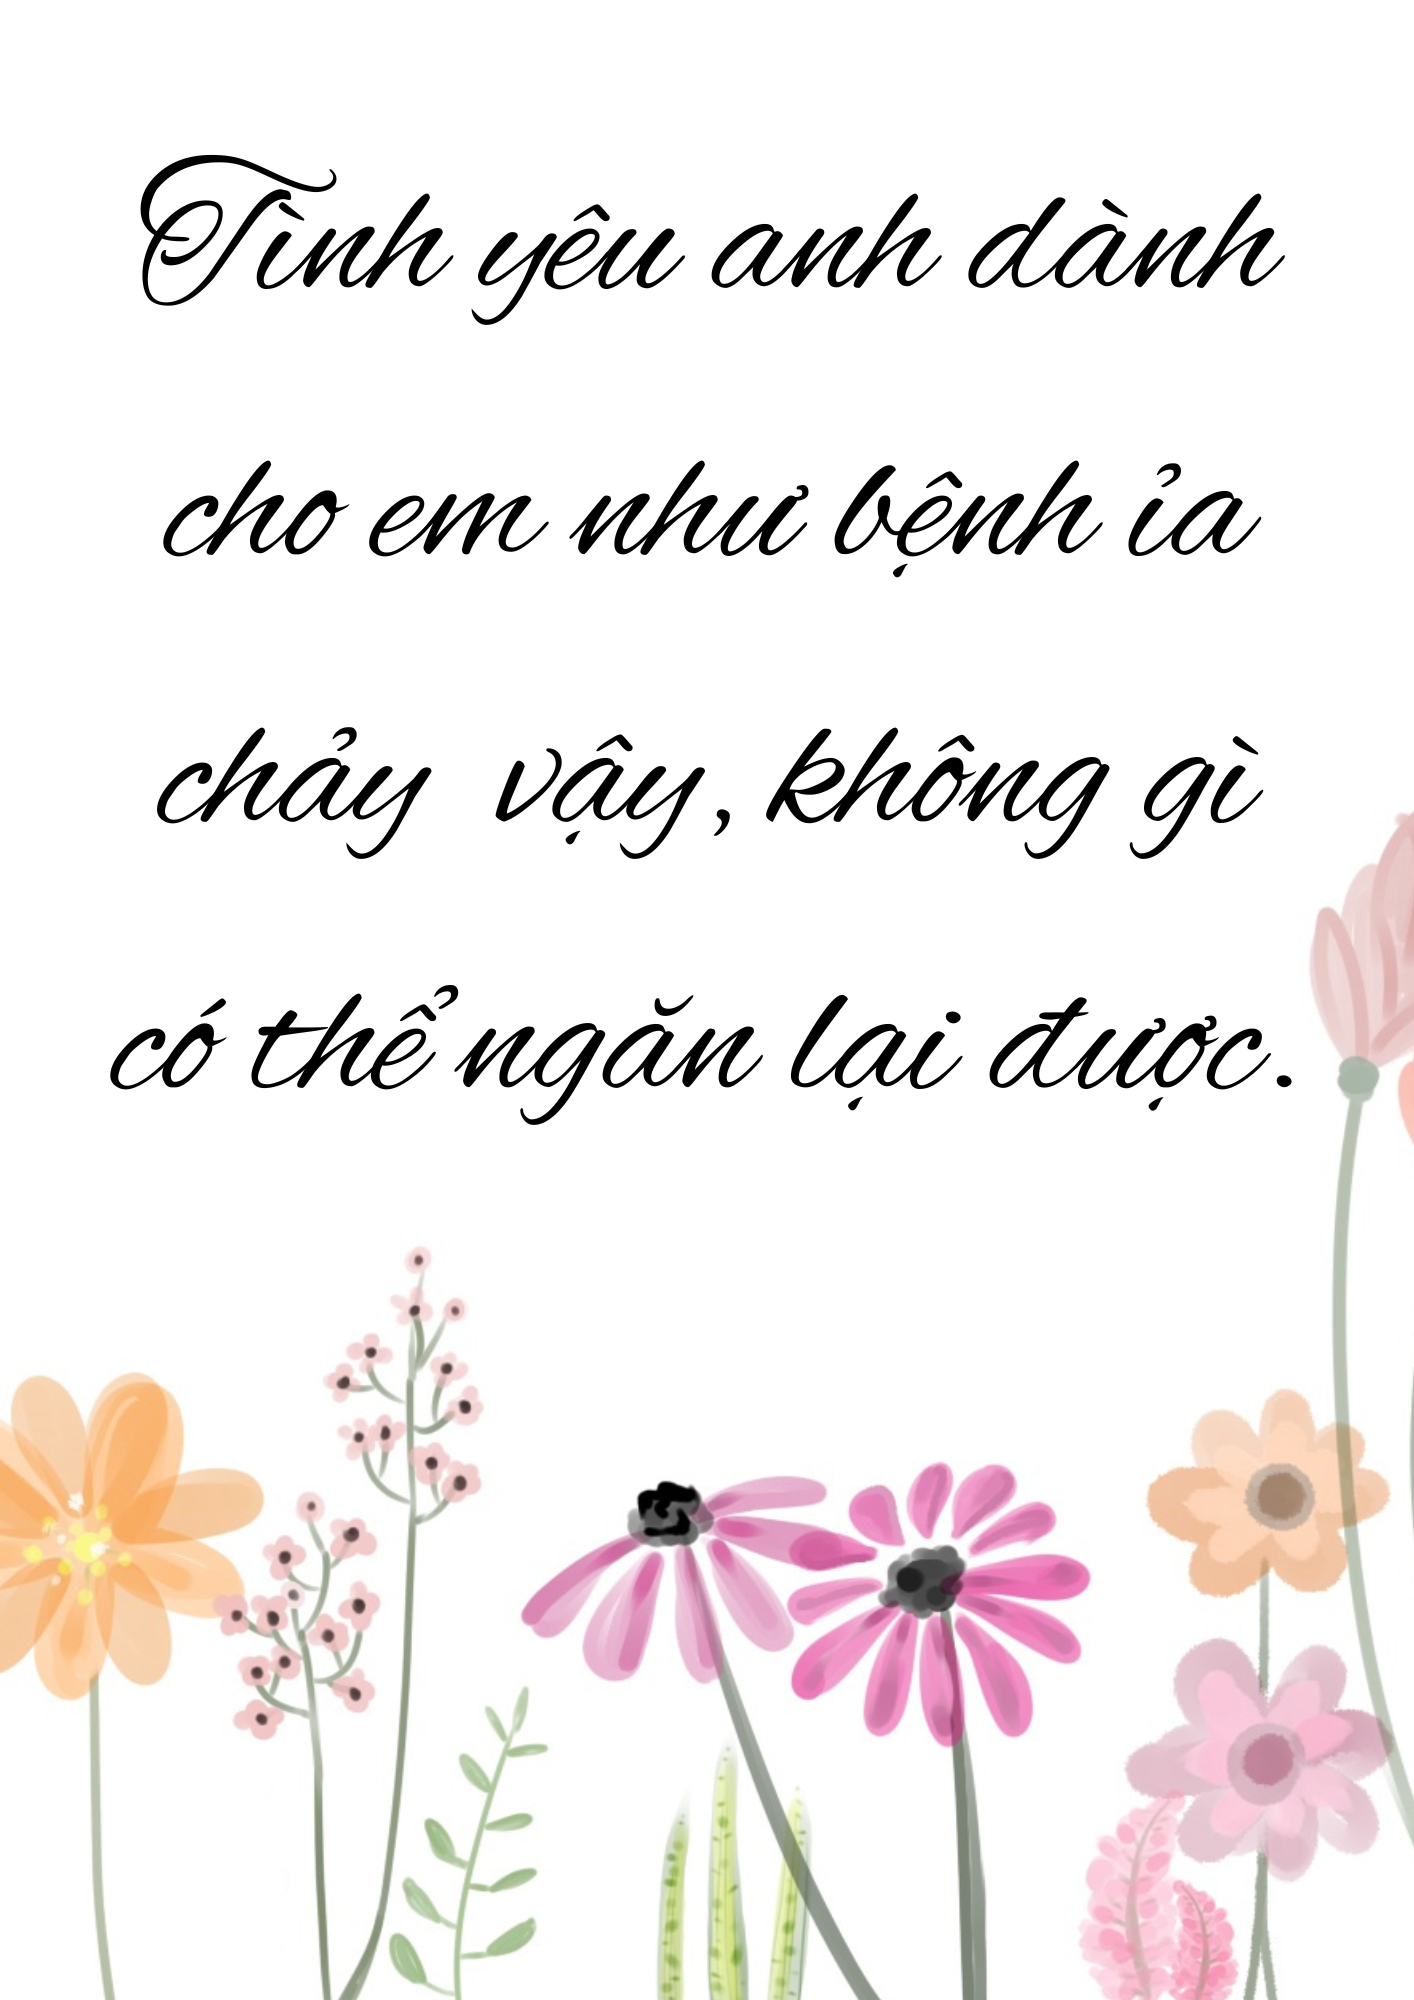 Tình yêu anh dành
cho em như bệnh ỉa
chảy vậy, không gì
có thể ngăn lại được.